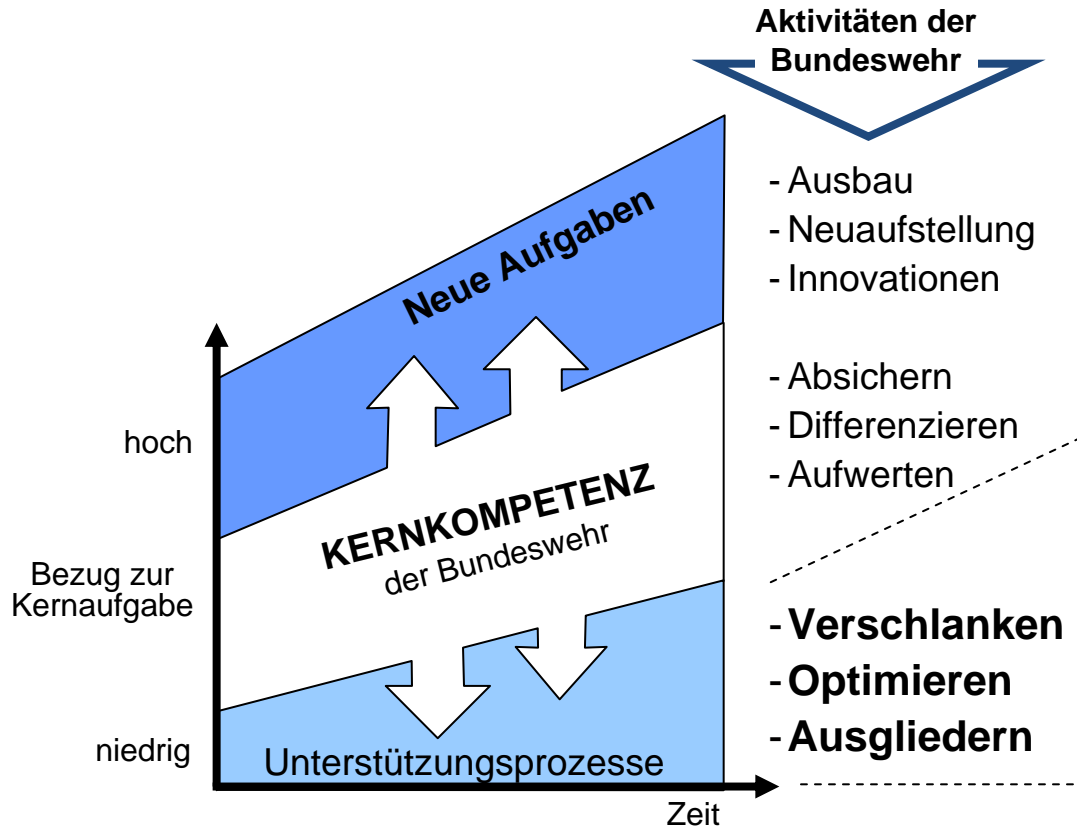 Aktivitäten der
Bundeswehr
- Ausbau
- Neuaufstellung
- Innovationen
- Absichern
- Differenzieren
- Aufwerten
- Verschlanken
- Optimieren
- Ausgliedern
Neue Aufgaben
KERNKOMPETENZ
der Bundeswehr
Unterstützungsprozesse
hoch
Bezug zur
Kernaufgabe
niedrig
Zeit